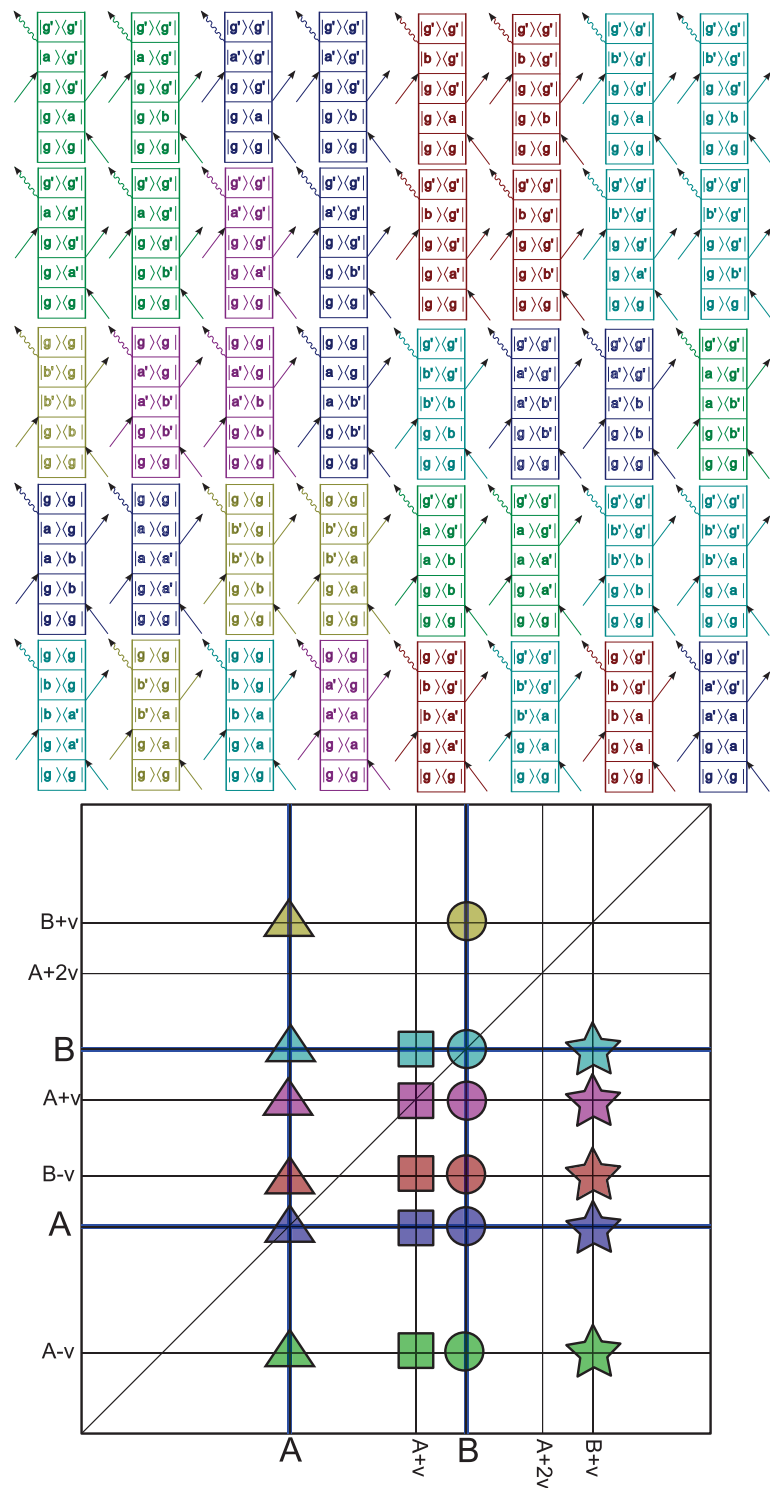 |g'⟩⟨g'| |g'⟩⟨g'| |g'⟩⟨g'| |g'⟩⟨g'| |g'⟩⟨g'| |g'⟩⟨g'| |g'⟩⟨g'| |g'⟩⟨g'|
|a⟩⟨g'| |a⟩⟨g'| |a'⟩⟨g'| |a'⟩⟨g'| |b⟩⟨g'| |b⟩⟨g'| |b'⟩⟨g'| |b'⟩⟨g'|
|g⟩⟨g'| |g⟩⟨g'| |g⟩⟨g'| |g⟩⟨g'| |g⟩⟨g'| |g⟩⟨g'| |g⟩⟨g'| |g⟩⟨g'|
|g⟩⟨a| |g⟩⟨b| |g⟩⟨a| |g⟩⟨b| |g⟩⟨a| |g⟩⟨b| |g⟩⟨a| |g⟩⟨b|
|g⟩⟨g| |g⟩⟨g| |g⟩⟨g| |g⟩⟨g| |g⟩⟨g| |g⟩⟨g| |g⟩⟨g| |g⟩⟨g|
|g'⟩⟨g'| |g'⟩⟨g'| |g'⟩⟨g'| |g'⟩⟨g'| |g'⟩⟨g'| |g'⟩⟨g'| |g'⟩⟨g'| |g'⟩⟨g'|
|a⟩⟨g'| |a⟩⟨g'| |a'⟩⟨g'| |a'⟩⟨g'| |b⟩⟨g'| |b⟩⟨g'| |b'⟩⟨g'| |b'⟩⟨g'|
|g⟩⟨g'| |g⟩⟨g'| |g⟩⟨g'| |g⟩⟨g'| |g⟩⟨g'| |g⟩⟨g'| |g⟩⟨g'| |g⟩⟨g'|
|g⟩⟨a'| |g⟩⟨b'| |g⟩⟨a'| |g⟩⟨b'| |g⟩⟨a'| |g⟩⟨b'| |g⟩⟨a'| |g⟩⟨b'|
|g⟩⟨g| |g⟩⟨g| |g⟩⟨g| |g⟩⟨g| |g⟩⟨g| |g⟩⟨g| |g⟩⟨g| |g⟩⟨g|
|g⟩⟨g| |g⟩⟨g| |g⟩⟨g| |g⟩⟨g| |g'⟩⟨g'| |g'⟩⟨g'| |g'⟩⟨g'| |g'⟩⟨g'|
|b'⟩⟨g| |a'⟩⟨g| |a'⟩⟨g| |a⟩⟨g| |b'⟩⟨g'| |a'⟩⟨g'| |a'⟩⟨g'| |a⟩⟨g'|
|b'⟩⟨b| |a'⟩⟨b'| |a'⟩⟨b| |a⟩⟨b'| |b'⟩⟨b| |a'⟩⟨b'| |a'⟩⟨b| |a⟩⟨b'|
|g⟩⟨b| |g⟩⟨b'| |g⟩⟨b| |g⟩⟨b'| |g⟩⟨b| |g⟩⟨b'| |g⟩⟨b| |g⟩⟨b'|
|g⟩⟨g| |g⟩⟨g| |g⟩⟨g| |g⟩⟨g| |g⟩⟨g| |g⟩⟨g| |g⟩⟨g| |g⟩⟨g|
|g⟩⟨g| |g⟩⟨g| |g⟩⟨g| |g⟩⟨g| |g'⟩⟨g'| |g'⟩⟨g'| |g'⟩⟨g'| |g'⟩⟨g'|
|a⟩⟨g| |a⟩⟨g| |b'⟩⟨g| |b'⟩⟨g| |a⟩⟨g'| |a⟩⟨g'| |b'⟩⟨g'| |b'⟩⟨g'|
|a⟩⟨b| |a⟩⟨a'| |b'⟩⟨b| |b'⟩⟨a| |a⟩⟨b| |a⟩⟨a'| |b'⟩⟨b| |b'⟩⟨a|
|g⟩⟨b| |g⟩⟨a'| |g⟩⟨b| |g⟩⟨a| |g⟩⟨b| |g⟩⟨a'| |g⟩⟨b| |g⟩⟨a|
|g⟩⟨g| |g⟩⟨g| |g⟩⟨g| |g⟩⟨g| |g⟩⟨g| |g⟩⟨g| |g⟩⟨g| |g⟩⟨g|
|g⟩⟨g| |g⟩⟨g| |g⟩⟨g| |g⟩⟨g| |g'⟩⟨g'| |g'⟩⟨g'| |g'⟩⟨g'| |g'⟩⟨g'|
|b⟩⟨g| |b'⟩⟨g| |b⟩⟨g| |a'⟩⟨g| |b⟩⟨g'| |b'⟩⟨g'| |b⟩⟨g'| |a'⟩⟨g'|
|b⟩⟨a'| |b'⟩⟨a| |b⟩⟨a| |a'⟩⟨a| |b⟩⟨a'| |b'⟩⟨a| |b⟩⟨a| |a'⟩⟨a|
|g⟩⟨a'| |g⟩⟨a| |g⟩⟨a| |g⟩⟨a| |g⟩⟨a'| |g⟩⟨a| |g⟩⟨a| |g⟩⟨a|
|g⟩⟨g| |g⟩⟨g| |g⟩⟨g| |g⟩⟨g| |g⟩⟨g| |g⟩⟨g| |g⟩⟨g| |g⟩⟨g|
B+v
A+2v
B
A+v
B-v
A
A-v
A A+v B A+2v B+v